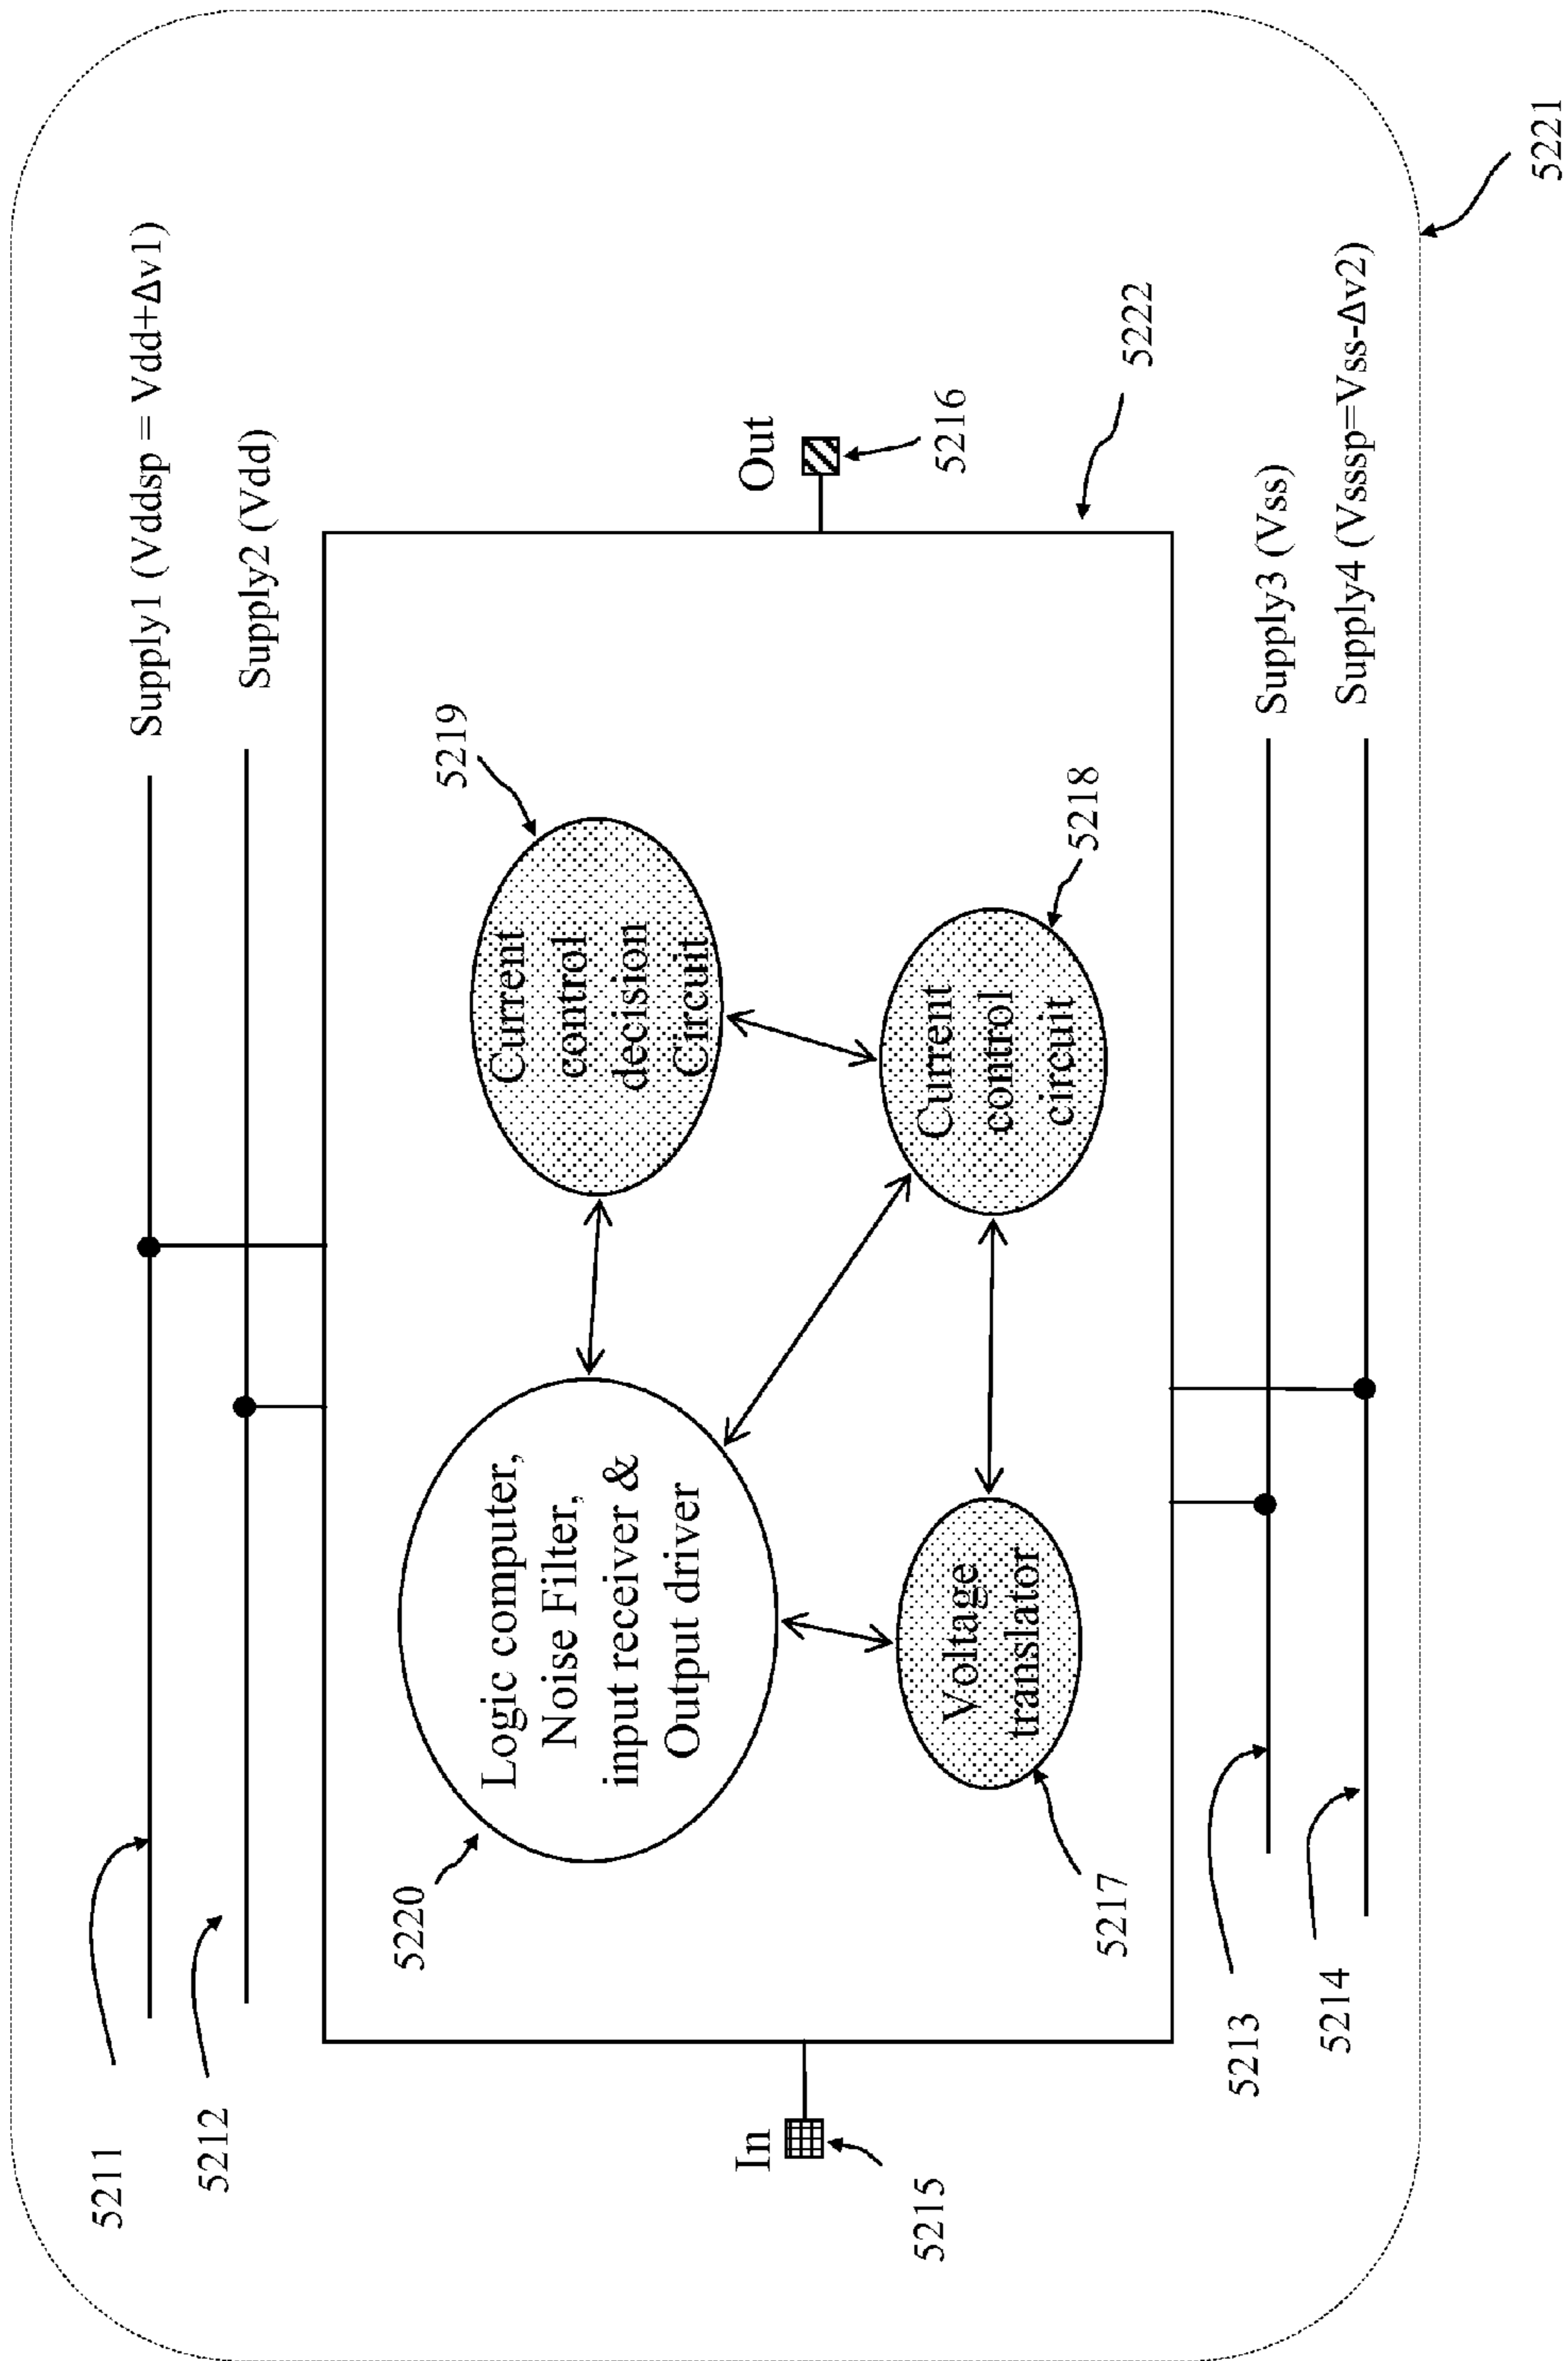 Supply1 (Vddsp = Vdd+Δv1)
5211
Supply2 (Vdd)
5212
5219
Current
control
decision
Circuit
5220
Logic computer,
Noise Filter,
input receiver &
Output driver
In
5215
Out
5216
Current
control
circuit
5218
Voltage
translator
5217
5222
Supply3 (Vss)
5213
Supply4 (Vsssp=Vss-Δv2)
5214
5221